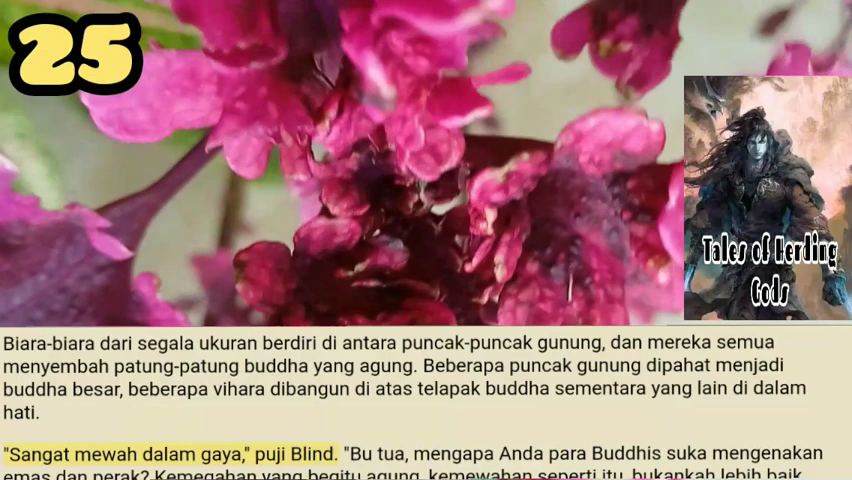 25
Tales of Herding
Gods
Biara-biara dari segala ukuran berdiri di antara puncak-puncak gunung, dan mereka semua
menyembah patung-patung buddha yang agung. Beberapa puncak gunung dipahat menjadi
buddha besar, beberapa vihara dibangun di atas telapak buddha sementara yang lain di dalam
hati.
"Sangat mewah dalam gaya," puji Blind. "Bu tua, mengapa Anda para Buddhis suka mengenakan
emas dan perak? Kemegahan yang begitu agung, kemewahan seperti itu, bukankah lebih baik